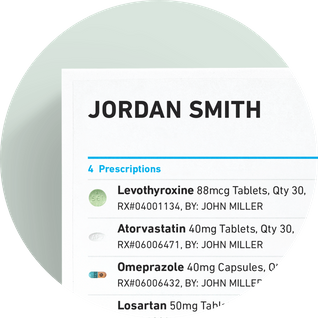 JORDAN SMITH
4 Prescriptions
Levothyroxine 88mcg Tablets, Qty 30,
RX#04001134, BY: JOHN MILLER
Atorvastatin 40mg Tablets, Qty 30,
RX#06006471, BY: JOHN MILLER
Omeprazole 40mg Capsules,
RX#06006432, BY: JOHN MILLER
Losartan 50mg